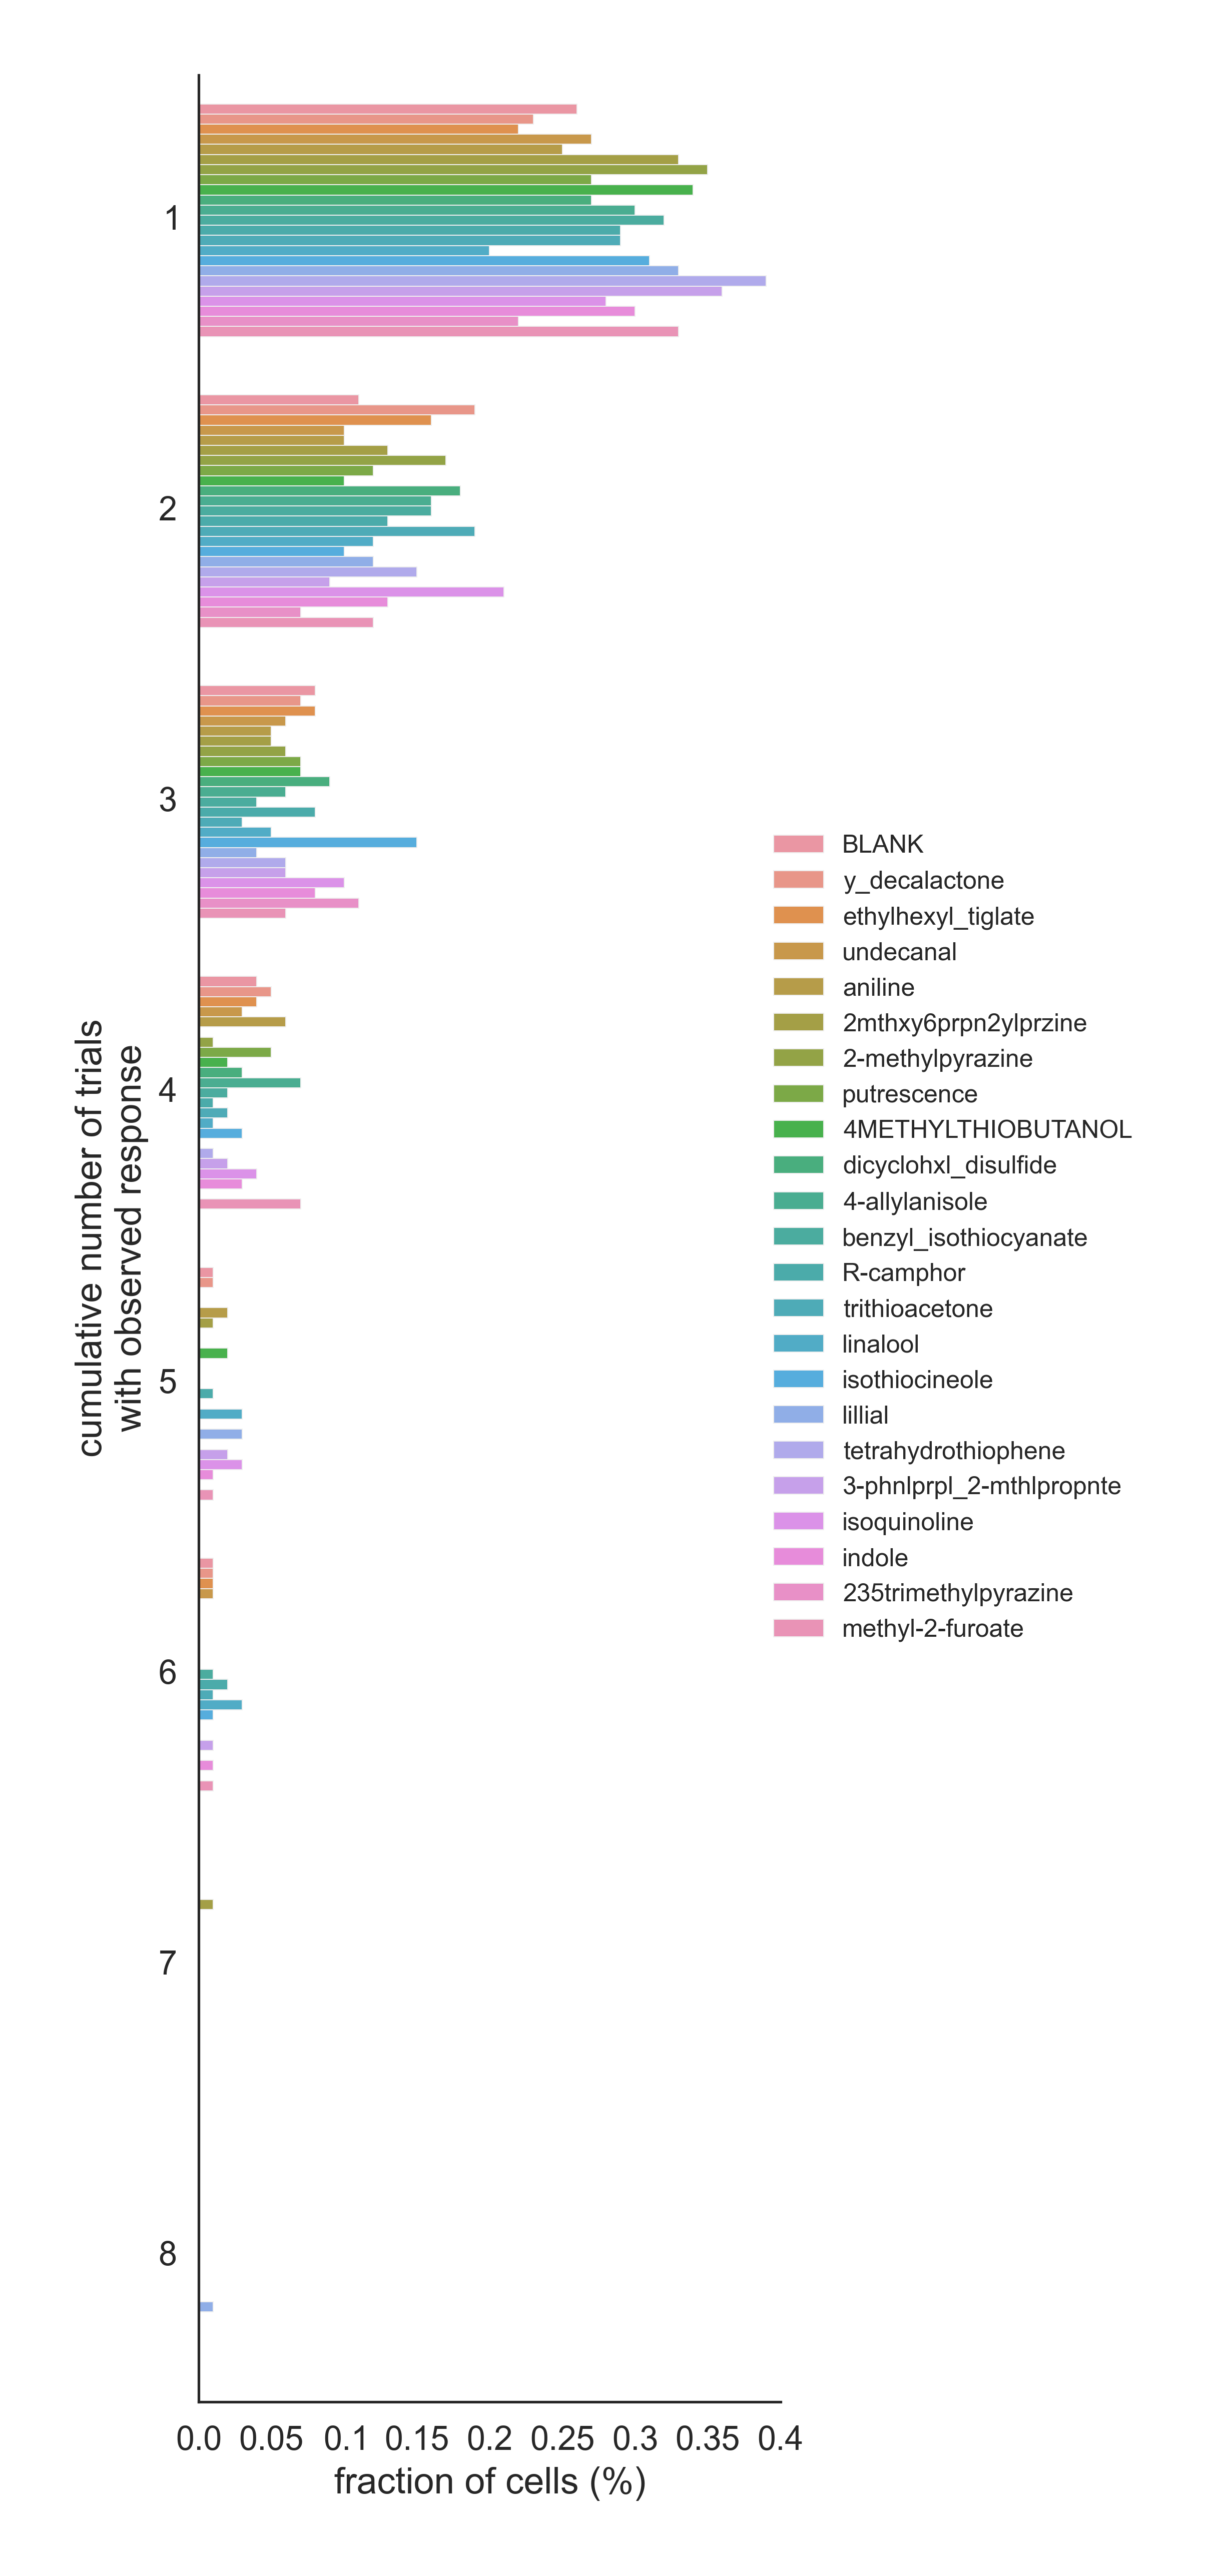 1
2
3
4
5
6
7
8
cumulative number of trials
with observed response
BLANK
y_decalactone
ethylhexyl_tiglate
undecanal
aniline
2mthxy6prpn2ylprzine
2-methylpyrazine
putrescence
4METHYLTHIOBUTANOL
dicyclohxl_disulfide
4-allylanisole
benzyl_isothiocyanate
R-camphor
trithioacetone
linalool
isothiocineole
lillial
tetrahydrothiophene
3-phnlprpl_2-mthlpropnte
isoquinoline
indole
235trimethylpyrazine
methyl-2-furoate
0.0 0.05 0.1 0.15 0.2 0.25 0.3 0.35 0.4
fraction of cells (%)